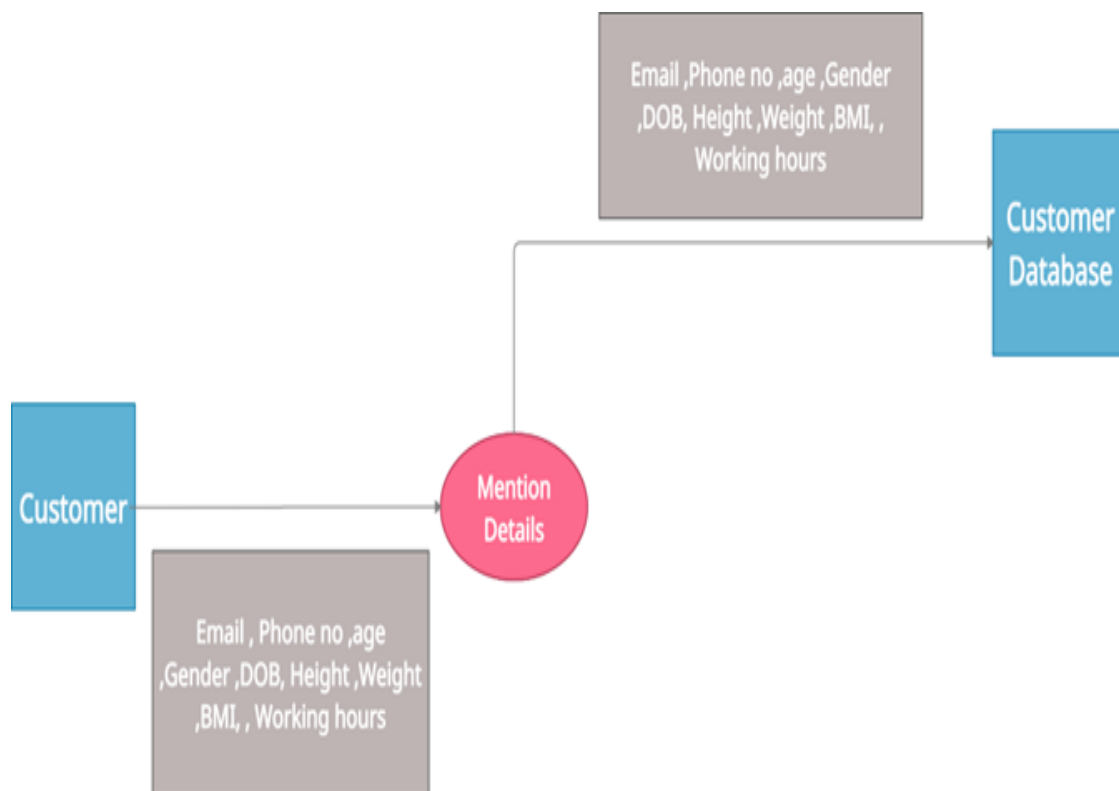 Email ,Phone no ,age ,Gender
,DOB, Height ,Weight ,BMI, ,
Working hours
Customer
Database
Mention
Details
Customer
Email , Phone no ,age
,Gender ,DOB, Height ,Weight
,BMI, , Working hours